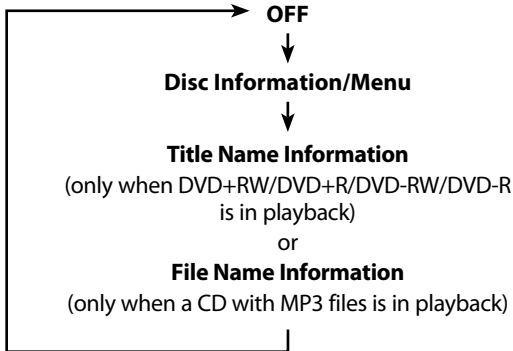 OFF
Disc Information/Menu
Title Name Information
(only when DVD+RW/DVD+R/DVD-RW/DVD-R
is in playback)
or
File Name Information
(only when a CD with MP3 files is in playback)